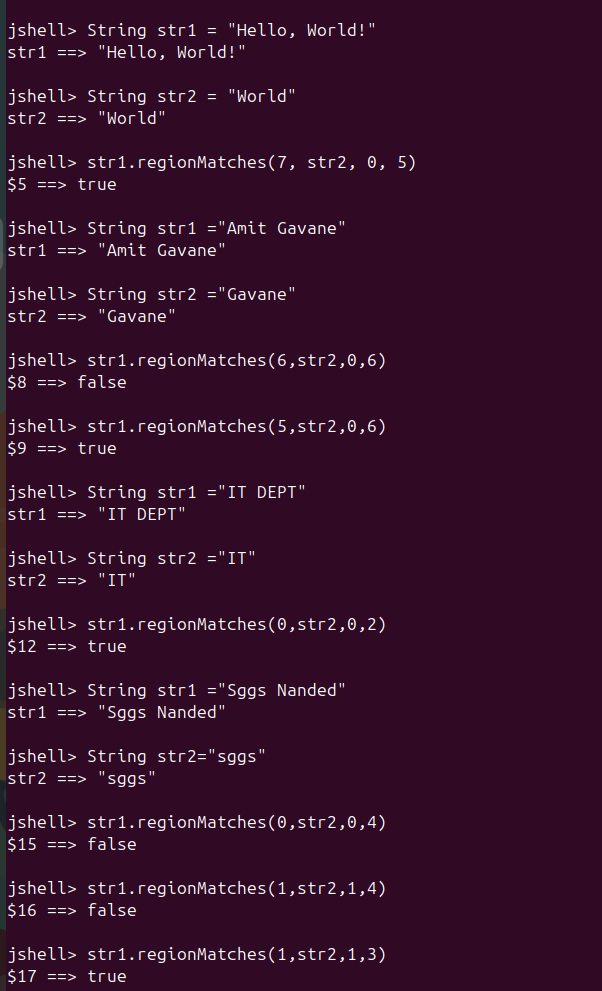 jshell> String str1 = "Hello, World!"
str1 ==> "Hello, World!"
jshell> String str2 = "World"
str2 ==> "World"
jshell> str1.regionMatches(7, str2, 0, 5)
$5 ==> true
jshell> String str1 ="Amit Gavane"
str1 ==> "Amit Gavane"
jshell> String str2 ="Gavane"
str2 ==> "Gavane"
jshell> str1.regionMatches(6,str2,0,6)
$8 ==> false
jshell> str1.regionMatches(5,str2,0,6)
$9 ==> true
jshell> String str1 ="IT DEPT"
str1 ==> "IT DEPT"
jshell> String str2 ="IT"
str2 ==> "IT"
jshell> str1.regionMatches(0,str2,0,2)
$12 ==> true
jshell> String str1 ="Sggs Nanded"
str1 ==> "Sggs Nanded"
jshell> String str2="sggs"
str2 ==> "sggs"
jshell> str1.regionMatches(0,str2,0,4)
$15 ==> false
jshell> str1.regionMatches(1,str2,1,4)
$16 ==> false
jshell> str1.regionMatches(1,str2,1,3)
$17 ==> true